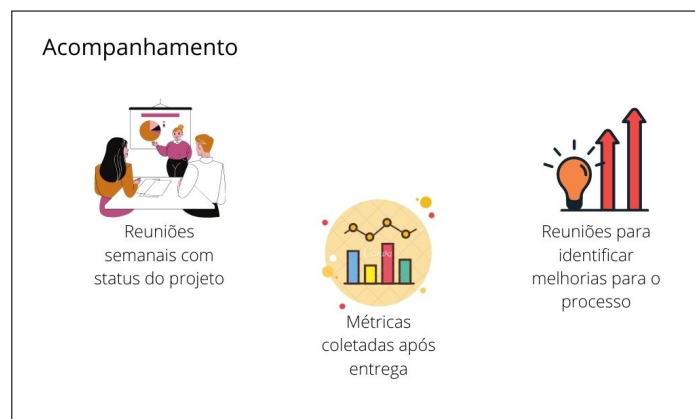 Acompanhamento
Reuniões
semanais com
status do projeto
Métricas
coletadas após
entrega
Reuniões para
identificar
melhorias para o
processo